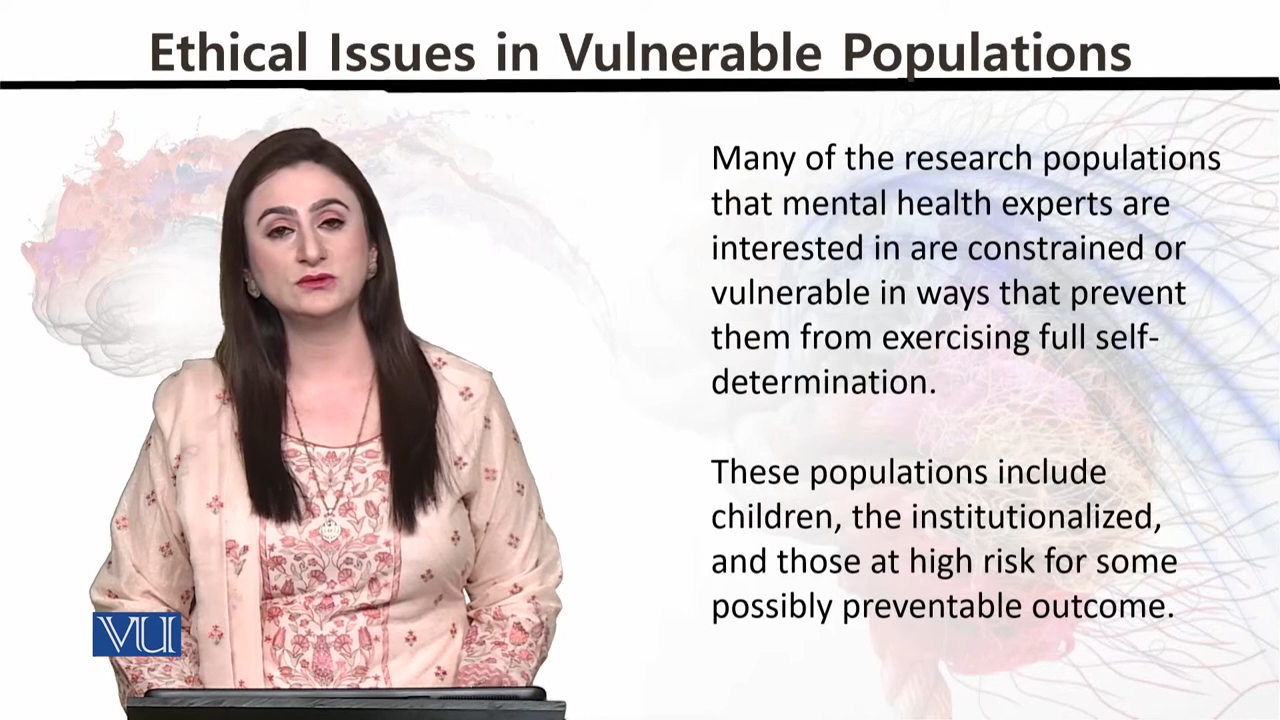 Ethical Issues in Vulnerable Populations
Many of the research populations
that mental health experts are
interested in are constrained or
vulnerable in ways that prevent
them from exercising full self-
determination.
These populations include
children, the institutionalized,
and those at high risk for some
possibly preventable outcome.
VU